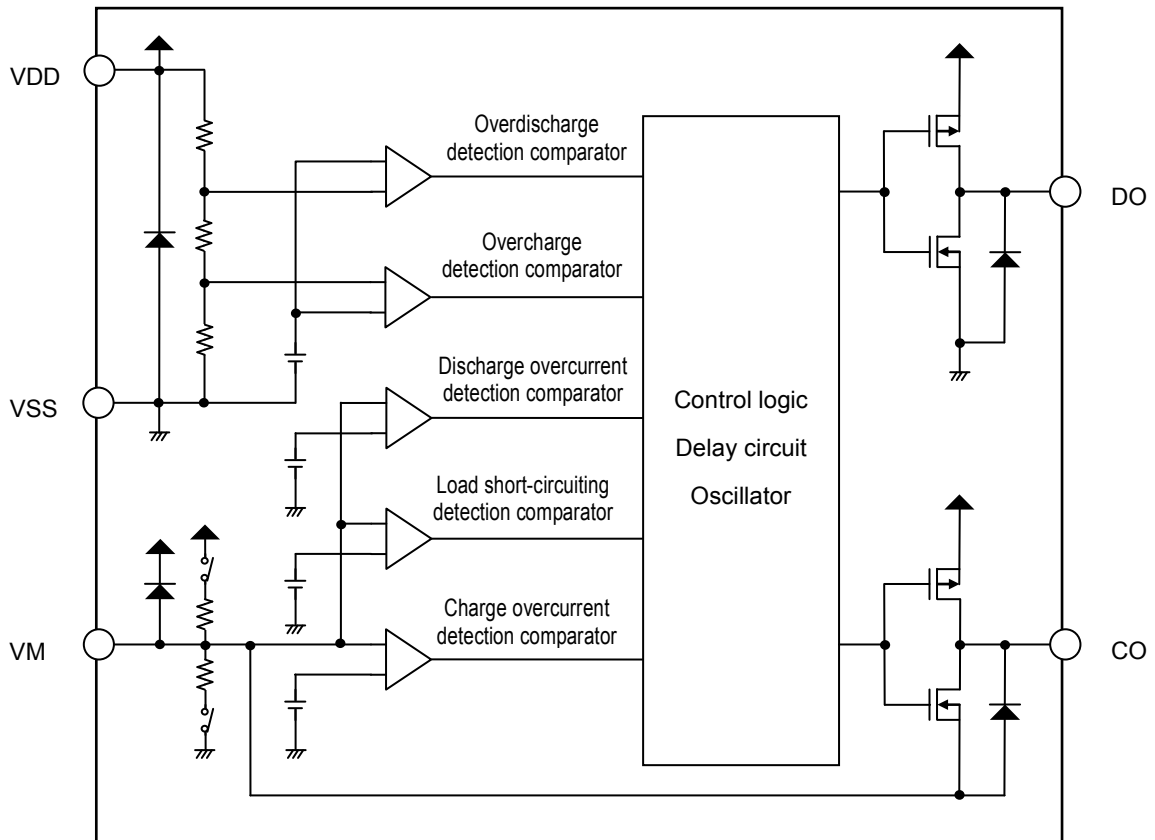 VDD
Overdischarge
detection comparator
DO
Overcharge
detection comparator
Discharge overcurrent
detection comparator
VSS
Control logic
Delay circuit
Load short-circuiting
detection comparator
Oscillator
Charge overcurrent
detection comparator
VM
CO